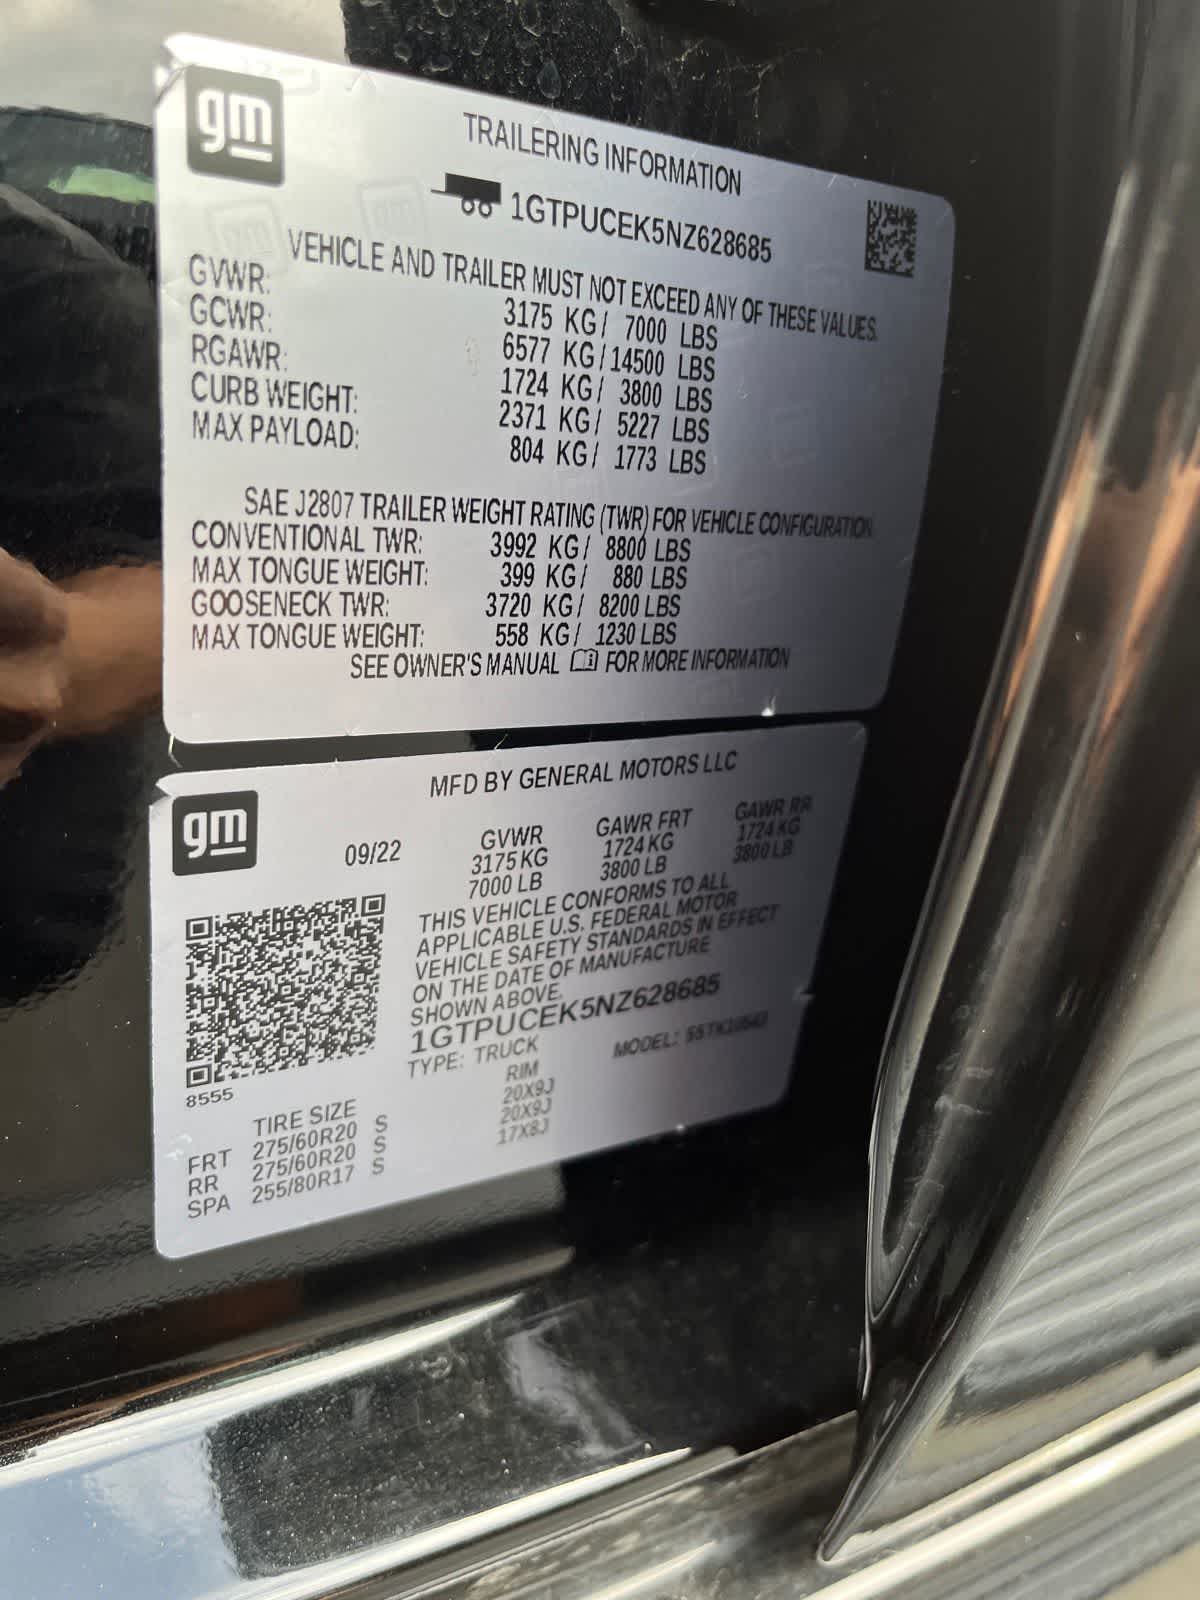 gm
TRAILERING INFORMATION
1GTPUCEK5NZ628685
VEHICLE AND TRAILER MUST NOT EXCEED ANY OF THESE VALUES.
GVWR: 3175 KG/ 7000 LBS
GCWR: 6577 KG/14500 LBS
RGAWR: 1724 KG/ 3800 LBS
CURB WEIGHT: 2371 KG/ 5227 LBS
MAX PAYLOAD: 804 KG/ 1773 LBS
SAE J2807 TRAILER WEIGHT RATING (TWR) FOR VEHICLE CONFIGURATION
CONVENTIONAL TWR: 3992 KG/ 8800 LBS
MAX TONGUE WEIGHT: 399 KG/ 880 LBS
GOOSENECK TWR: 3720 KG/ 8200 LBS
MAX TONGUE WEIGHT: 558 KG/ 1230 LBS
SEE OWNER'S MANUAL FOR MORE INFORMATION
gm
MFD BY GENERAL MOTORS LLC
09/22
GVWR GAWR FRT GAWR RR
3175KG 1724KG 1724KG
7000 LB 3800 LB 3800 LB
THIS VEHICLE CONFORMS TO ALL
APPLICABLE U.S. FEDERAL MOTOR
VEHICLE SAFETY STANDARDS IN EFFECT
ON THE DATE OF MANUFACTURE
SHOWN ABOVE.
1GTPUCEK5NZ628685
TYPE: TRUCK MODEL:
8555
TIRE SIZE RIM
FRT 275/60R20 S 20X9J
RR 275/60R20 S 20X9J
SPA 255/80R17 S 17X8J